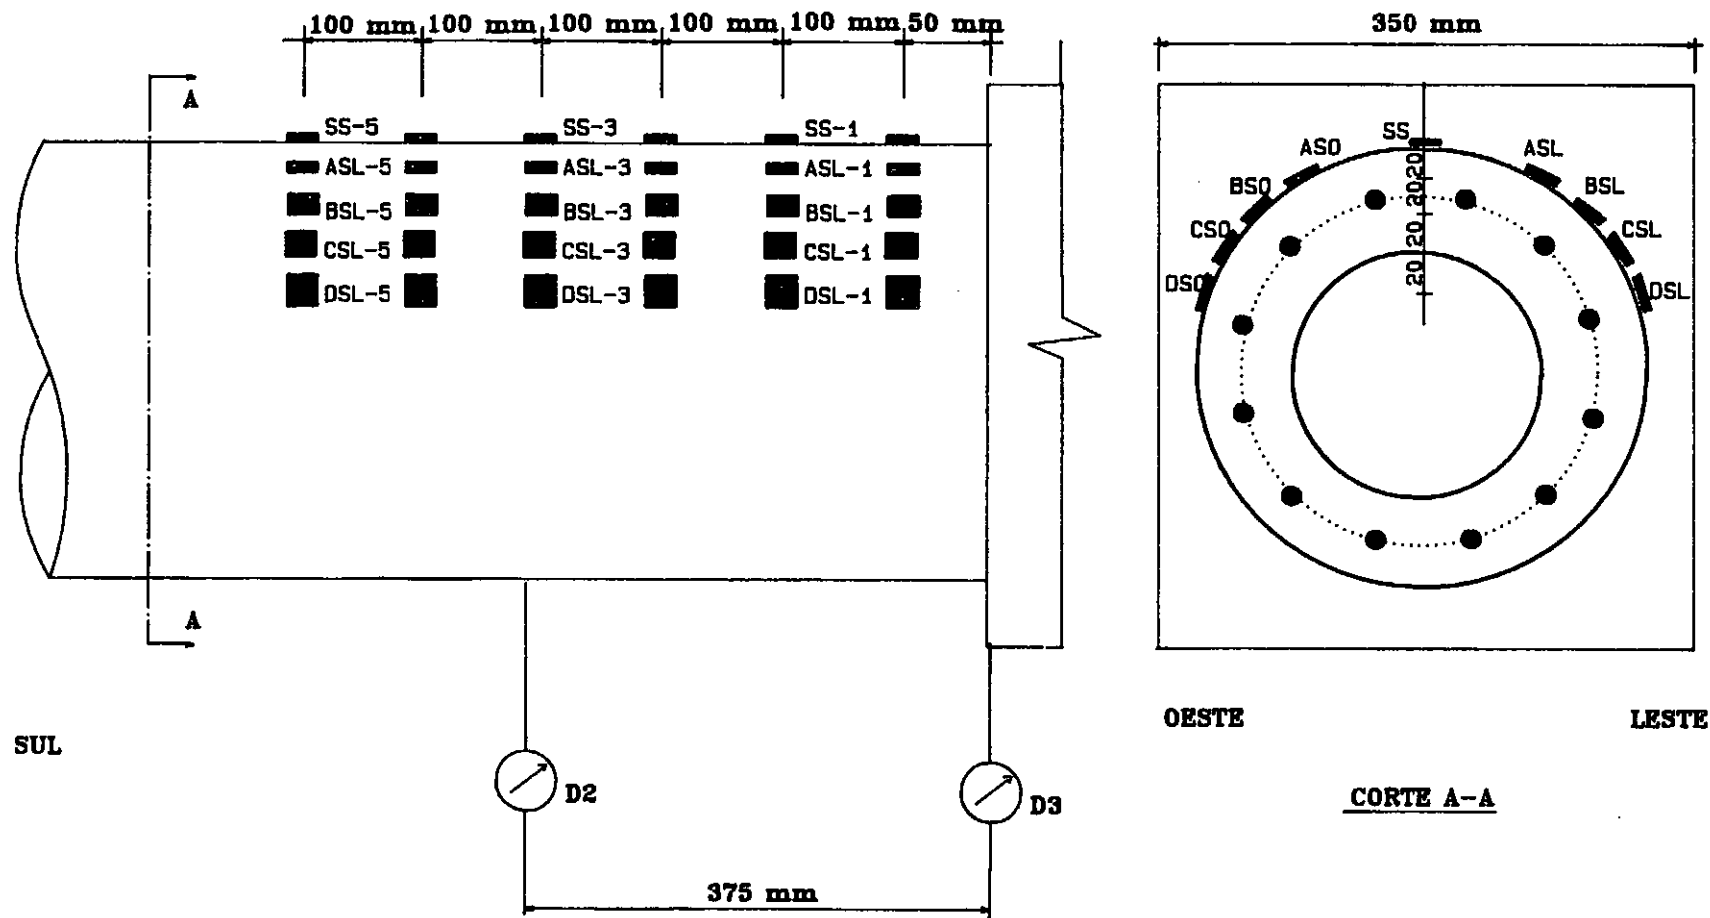 100 mm 100 mm 100 mm 100 mm 100 mm 50 mm
350 mm
A
SS-5 SS-3 SS-1
ASL-5 ASL-3 ASL-1
BSL-5 BSL-3 BSL-1
CSL-5 CSL-3 CSL-1
DSL-5 DSL-3 DSL-1
A
SS
ASO ASL
BSO BSL
CSO CSL
DSO DSL
20 20 20 20
SUL
OESTE LESTE
D2 D3
CORTE A-A
375 mm